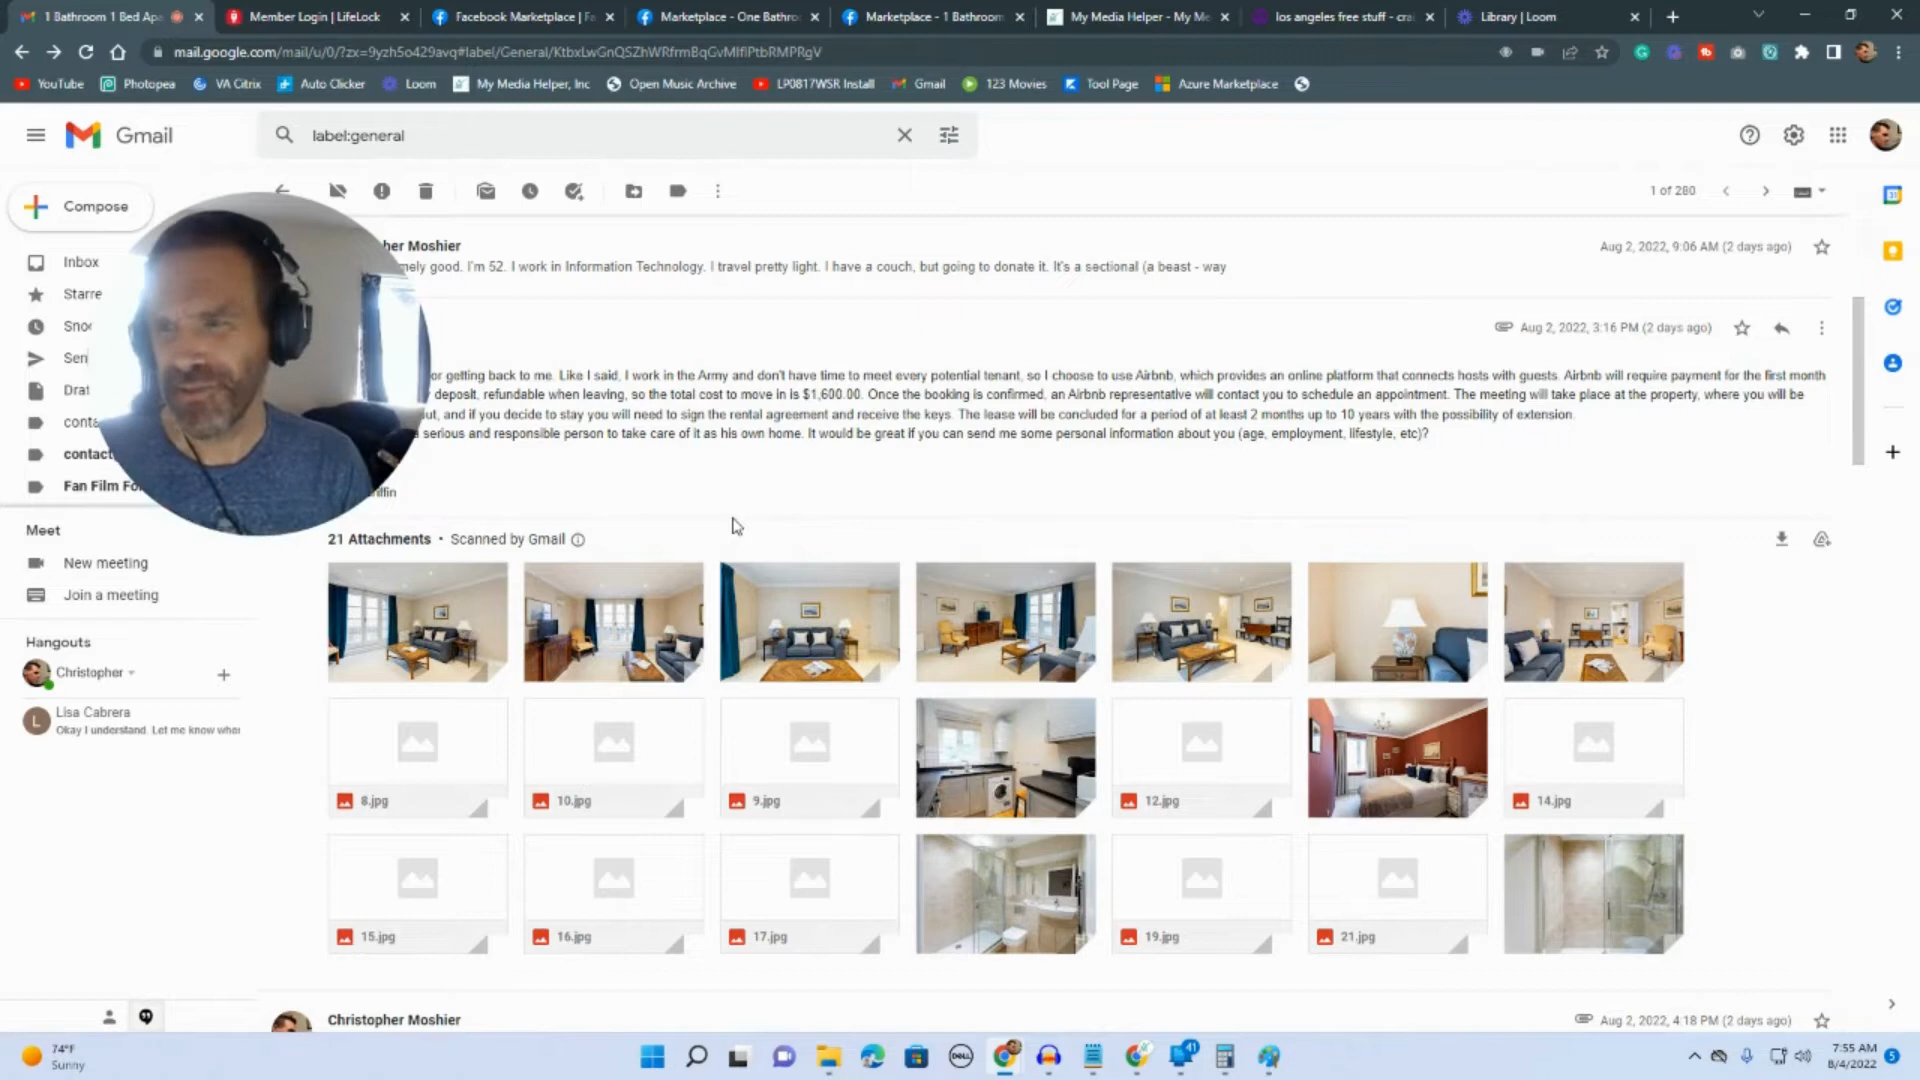 1 Bathroom 1 Bed Apa
Member Login | LifeLock
Facebook Marketplace | Fa
Marketplace - One Bathro
Marketplace - 1 Bathroom
My Media Helper - My Me
los angeles free stuff - crai
Library | Loom
mail.google.com/mail/u/0/?zx=9yzh5o429avq#label/General/KtbxLwGnQSZhWRfrmBqGvMlflPtbRMPRgV
YouTube
Photopea
VA Citrix
Auto Clicker
Loom
My Media Helper, Inc
Open Music Archive
LP0817WSR Install
Gmail
123 Movies
Tool Page
Azure Marketplace
Gmail
label:general
Compose
1 of 280
Inbox
Starre
Snoo
Sen
Draf
conta
contact
Fan Film Fo
her Moshier
Aug 2, 2022, 9:06 AM (2 days ago)
mely good. I'm 52. I work in Information Technology. I travel pretty light. I have a couch, but going to donate it. It's a sectional (a beast - way
Aug 2, 2022, 3:16 PM (2 days ago)
or getting back to me. Like I said, I work in the Army and don't have time to meet every potential tenant, so I choose to use Airbnb, which provides an online platform that connects hosts with guests. Airbnb will require payment for the first month
deposit, refundable when leaving, so the total cost to move in is $1,600.00. Once the booking is confirmed, an Airbnb representative will contact you to schedule an appointment. The meeting will take place at the property, where you will be
out, and if you decide to stay you will need to sign the rental agreement and receive the keys. The lease will be concluded for a period of at least 2 months up to 10 years with the possibility of extension.
a serious and responsible person to take care of it as his own home. It would be great if you can send me some personal information about you (age, employment, lifestyle, etc)?
iffin
21 Attachments • Scanned by Gmail
Meet
New meeting
Join a meeting
Hangouts
Christopher
Lisa Cabrera
Okay I understand. Let me know when
8.jpg
10.jpg
9.jpg
12.jpg
14.jpg
15.jpg
16.jpg
17.jpg
19.jpg
21.jpg
Christopher Moshier
Aug 2, 2022, 4:18 PM (2 days ago)
74°F
Sunny
DELL
41
7:55 AM
8/4/2022
5